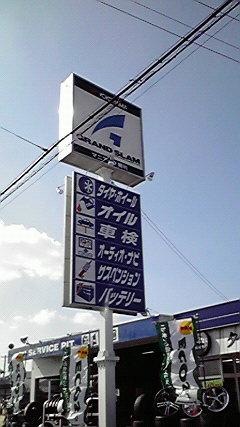 GRAND SLAM
タイヤ・ホイール
オイル
車検
オーディオ・ナビ
サスペンション
バッテリー
SERVICE PIT